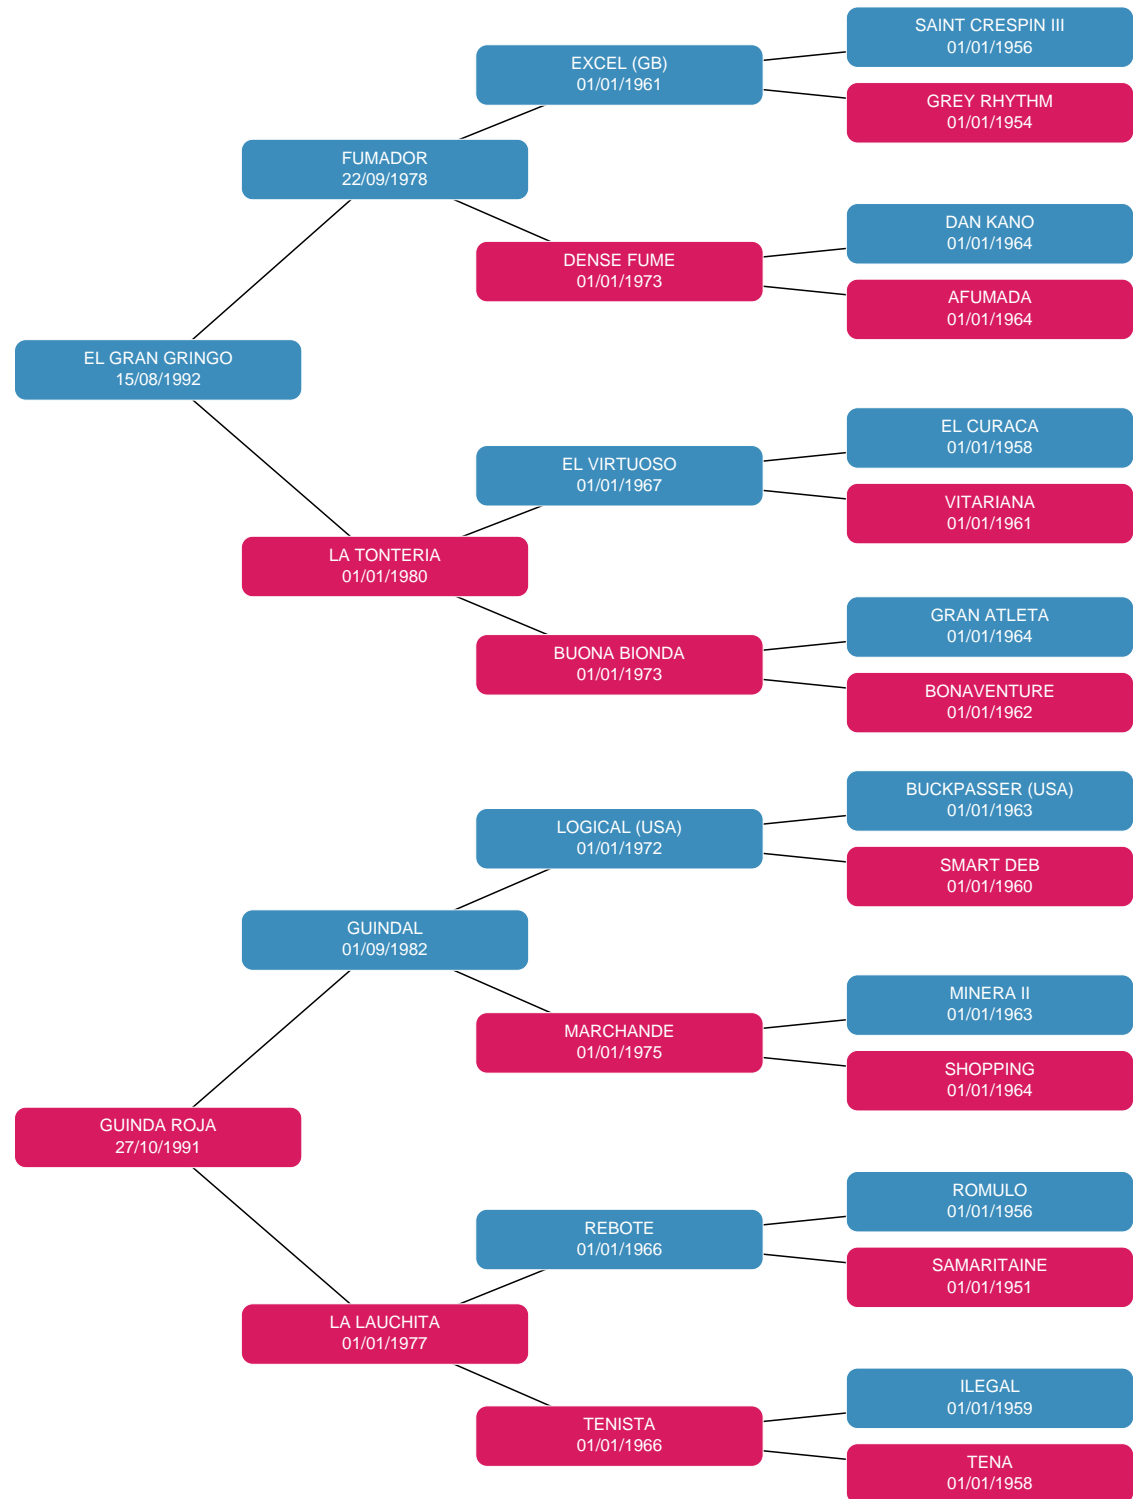 SAINT CRESPIN III
01/01/1956
EXCEL (GB)
01/01/1961
GREY RHYTHM
01/01/1954
FUMADOR
22/09/1978
DAN KANO
01/01/1964
DENSE FUME
01/01/1973
AFUMADA
01/01/1964
EL GRAN GRINGO
15/08/1992
EL CURACA
01/01/1958
EL VIRTUOSO
01/01/1967
VITARIANA
01/01/1961
LA TONTERIA
01/01/1980
GRAN ATLETA
01/01/1964
BUONA BIONDA
01/01/1973
BONAVENTURE
01/01/1962
BUCKPASSER (USA)
01/01/1963
LOGICAL (USA)
01/01/1972
SMART DEB
01/01/1960
GUINDAL
01/09/1982
MINERA II
01/01/1963
MARCHANDE
01/01/1975
SHOPPING
01/01/1964
GUINDA ROJA
27/10/1991
ROMULO
01/01/1956
REBOTE
01/01/1966
SAMARITAINE
01/01/1951
LA LAUCHITA
01/01/1977
ILEGAL
01/01/1959
TENISTA
01/01/1966
TENA
01/01/1958